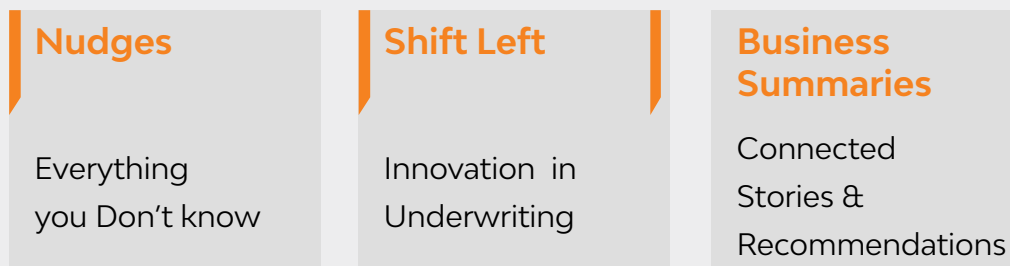 Nudges
Everything
you Don't know
Shift Left
Innovation in
Underwriting
Business
Summaries
Connected
Stories &
Recommendations